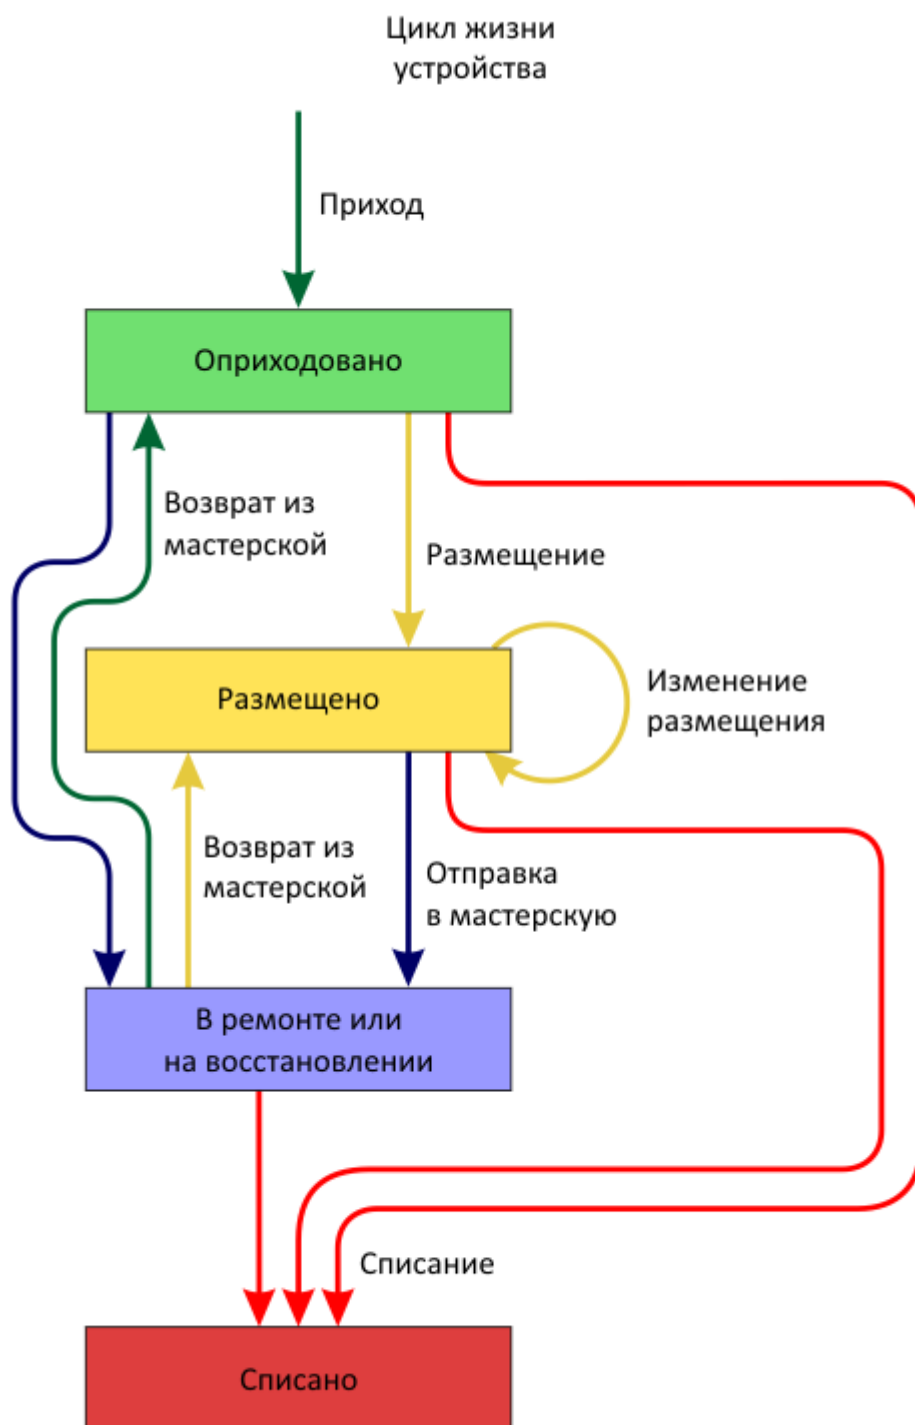 Цикл жизни
устройства
Приход
Оприходовано
Возврат из
мастерской
Размещение
Размещено
Изменение
размещения
Возврат из
мастерской
Отправка
в мастерскую
В ремонте или
на восстановлении
Списание
Списано